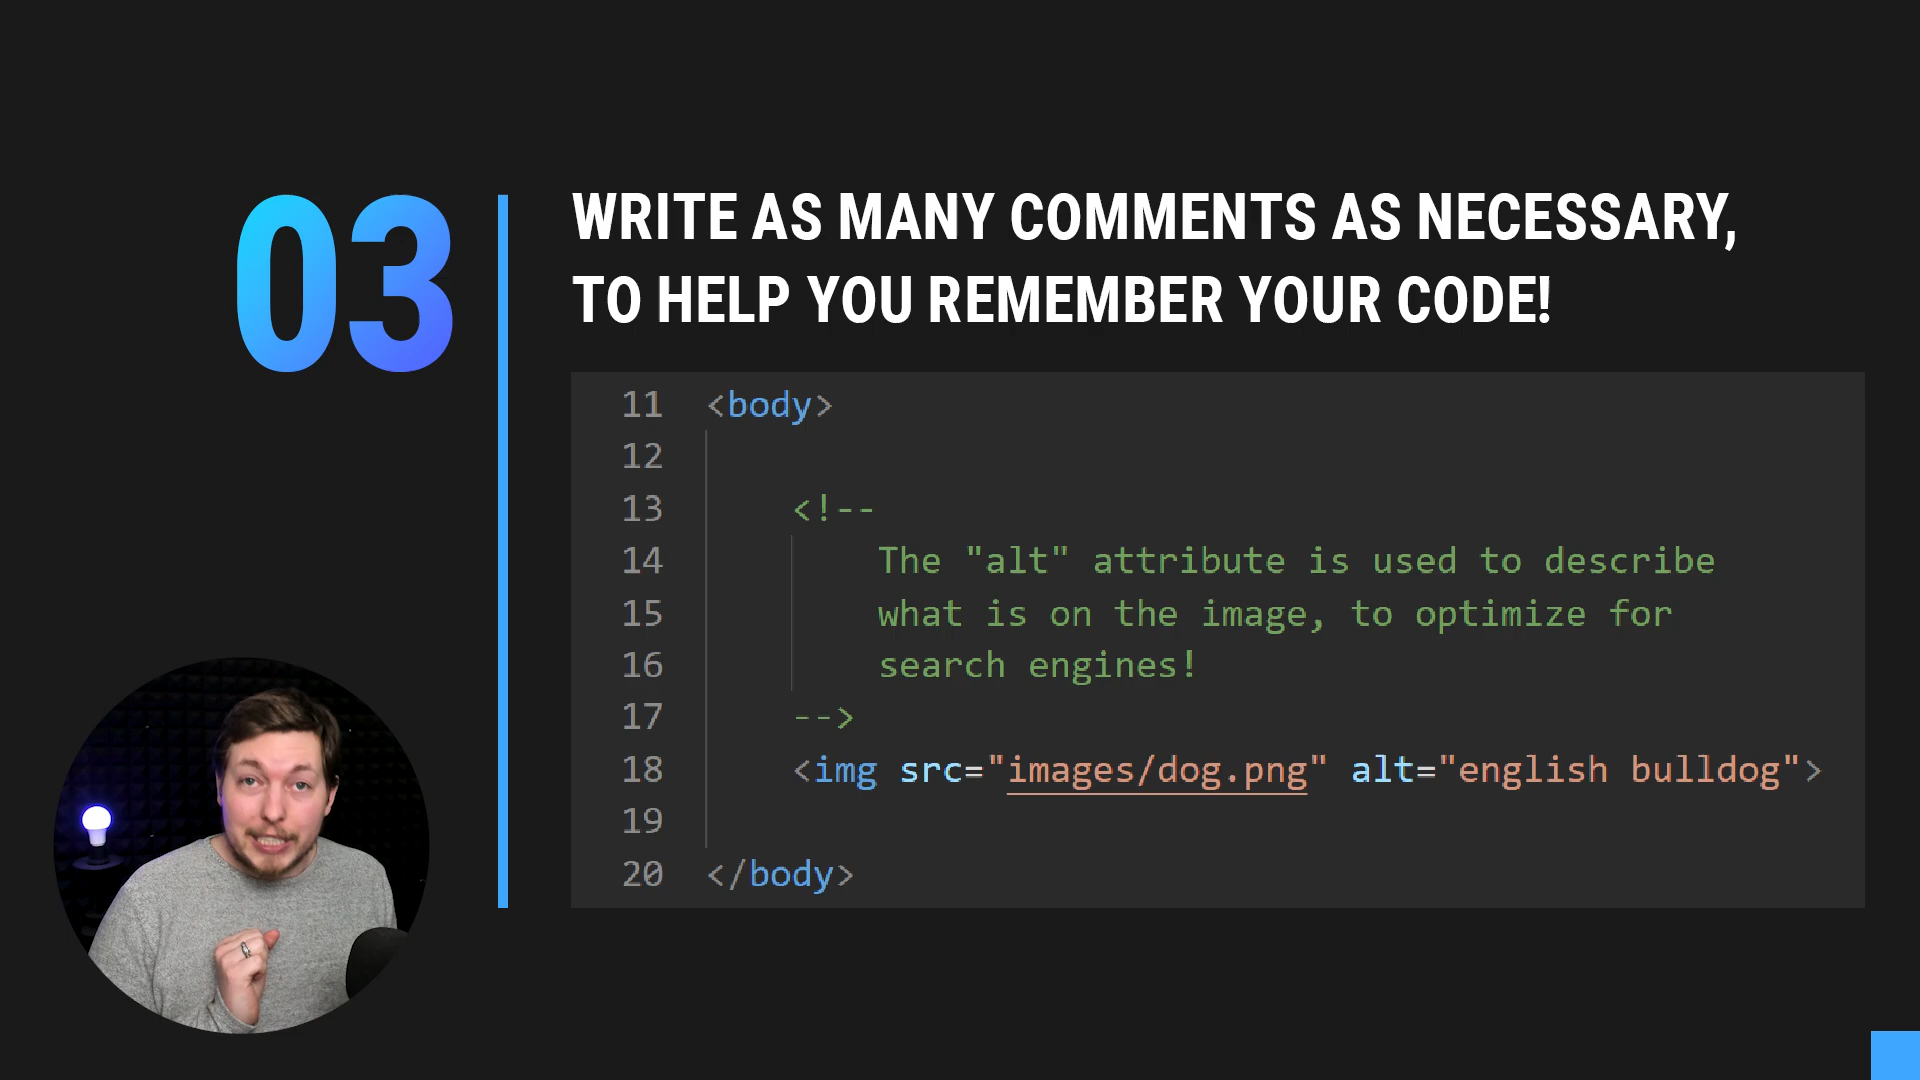 03
WRITE AS MANY COMMENTS AS NECESSARY,
TO HELP YOU REMEMBER YOUR CODE!
11 <body>
12
13 <!--
14 The "alt" attribute is used to describe
15 what is on the image, to optimize for
16 search engines!
17 -->
18 <img src="images/dog.png" alt="english bulldog">
19
20 </body>